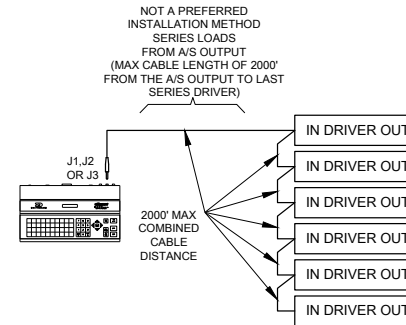 NOT A PREFERRED
INSTALLATION METHOD
SERIES LOADS
FROM A/S OUTPUT
(MAX CABLE LENGTH OF 2000'
FROM THE A/S OUTPUT TO LAST
SERIES DRIVER)
J1,J2
OR J3
2000' MAX
COMBINED
CABLE
DISTANCE
IN DRIVER OUT
IN DRIVER OUT
IN DRIVER OUT
IN DRIVER OUT
IN DRIVER OUT
IN DRIVER OUT